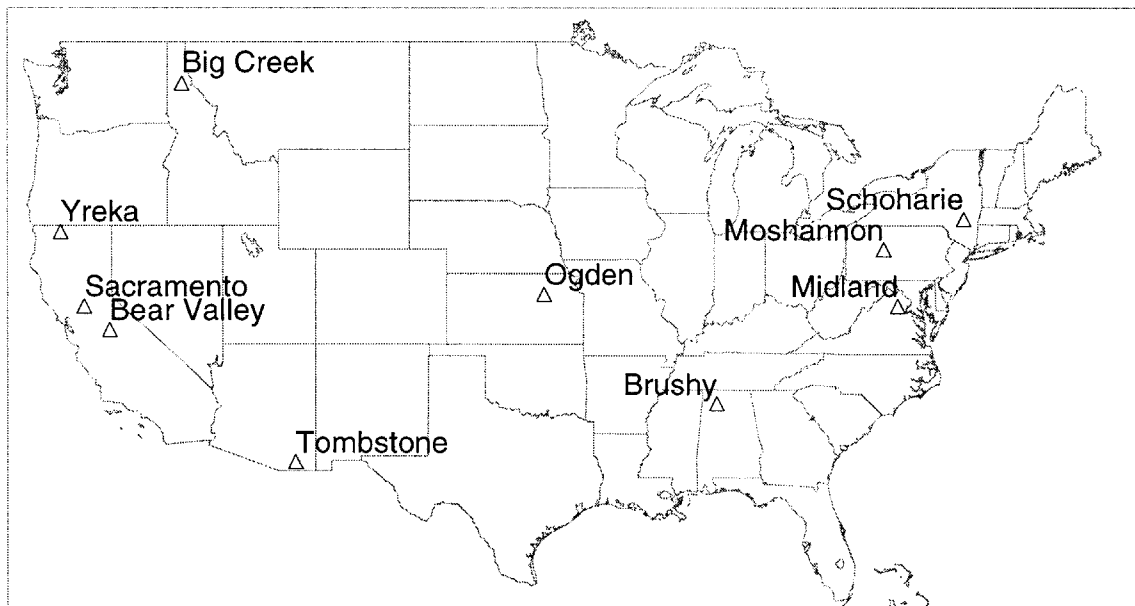 Big Creek
Yreka
Schoharie
Moshannon
Ogden
Sacramento
Midland
Bear Valley
Brushy
Tombstone